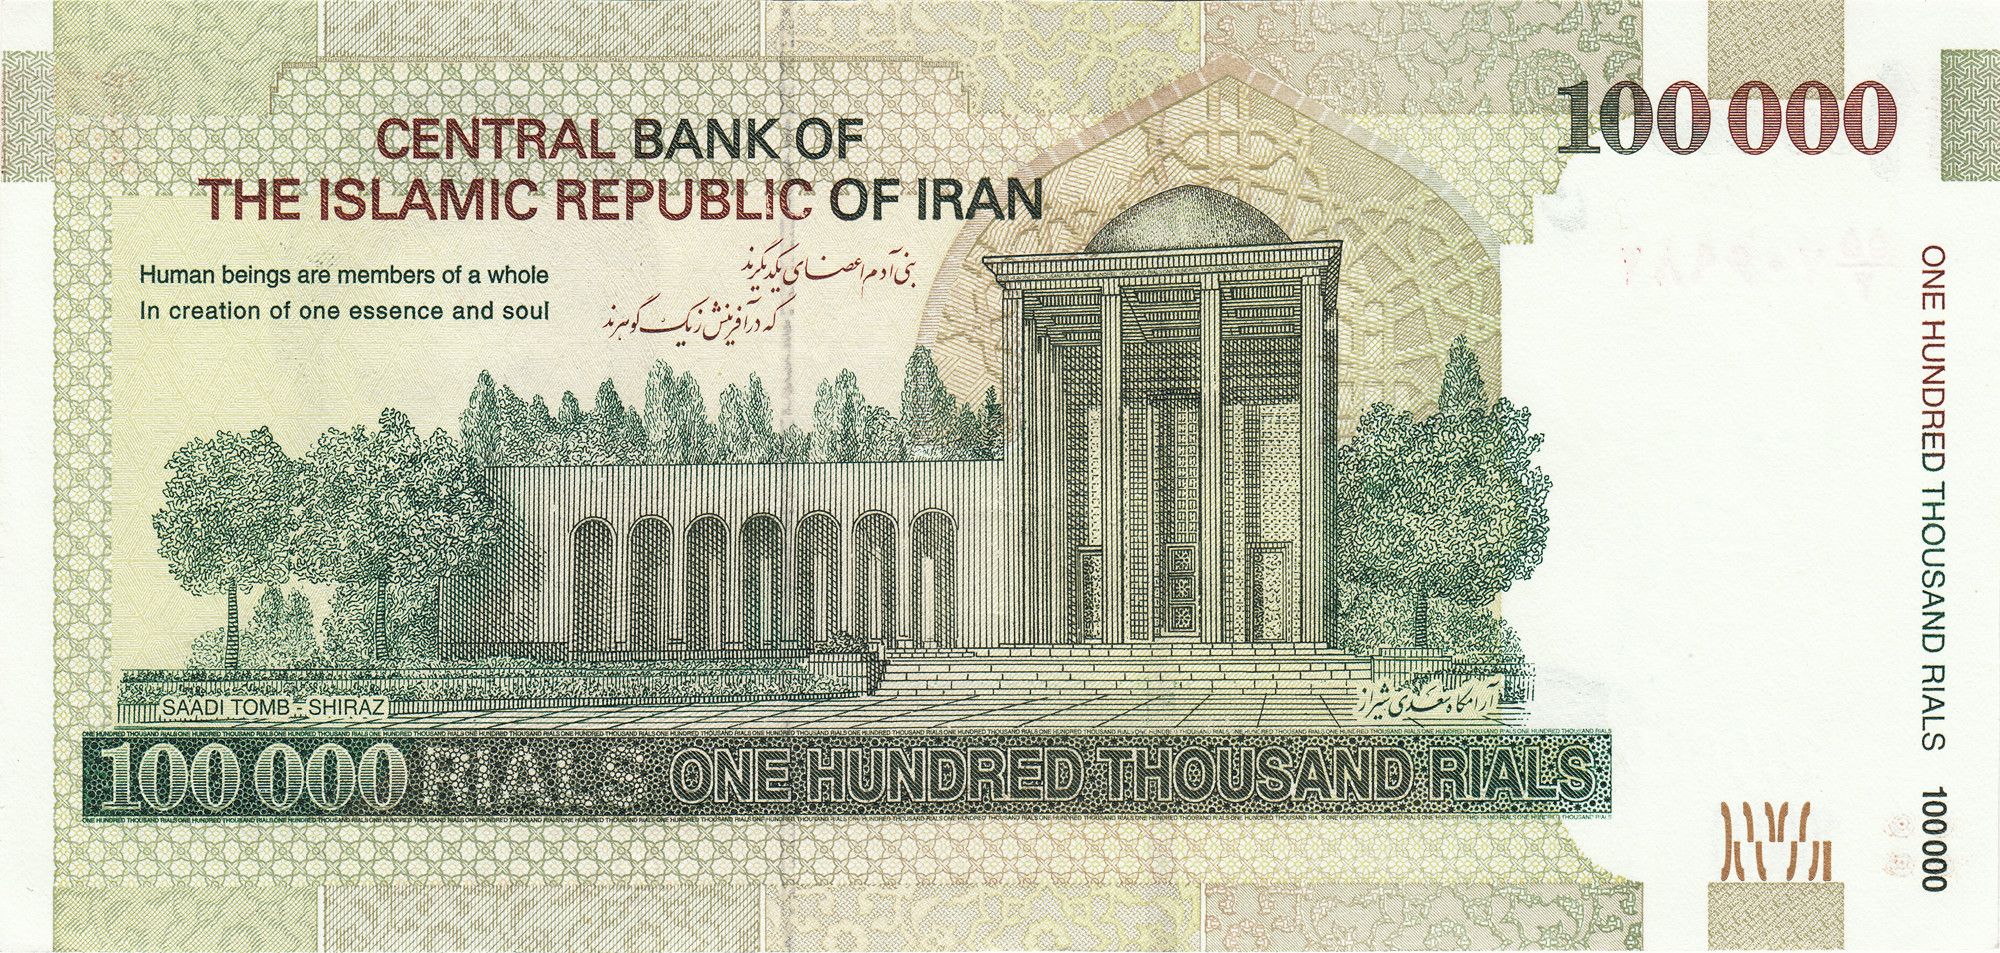 CENTRAL BANK OF
THE ISLAMIC REPUBLIC OF IRAN
100 000
Human beings are members of a whole
In creation of one essence and soul
بنی آدم اعضای یکدیگرند
که در آفرینش ز یک گوهرند
SAADI TOMB - SHIRAZ
آرامگاه سعدی شیراز
100 000 RIALS ONE HUNDRED THOUSAND RIALS
ONE HUNDRED THOUSAND RIALS 100 000